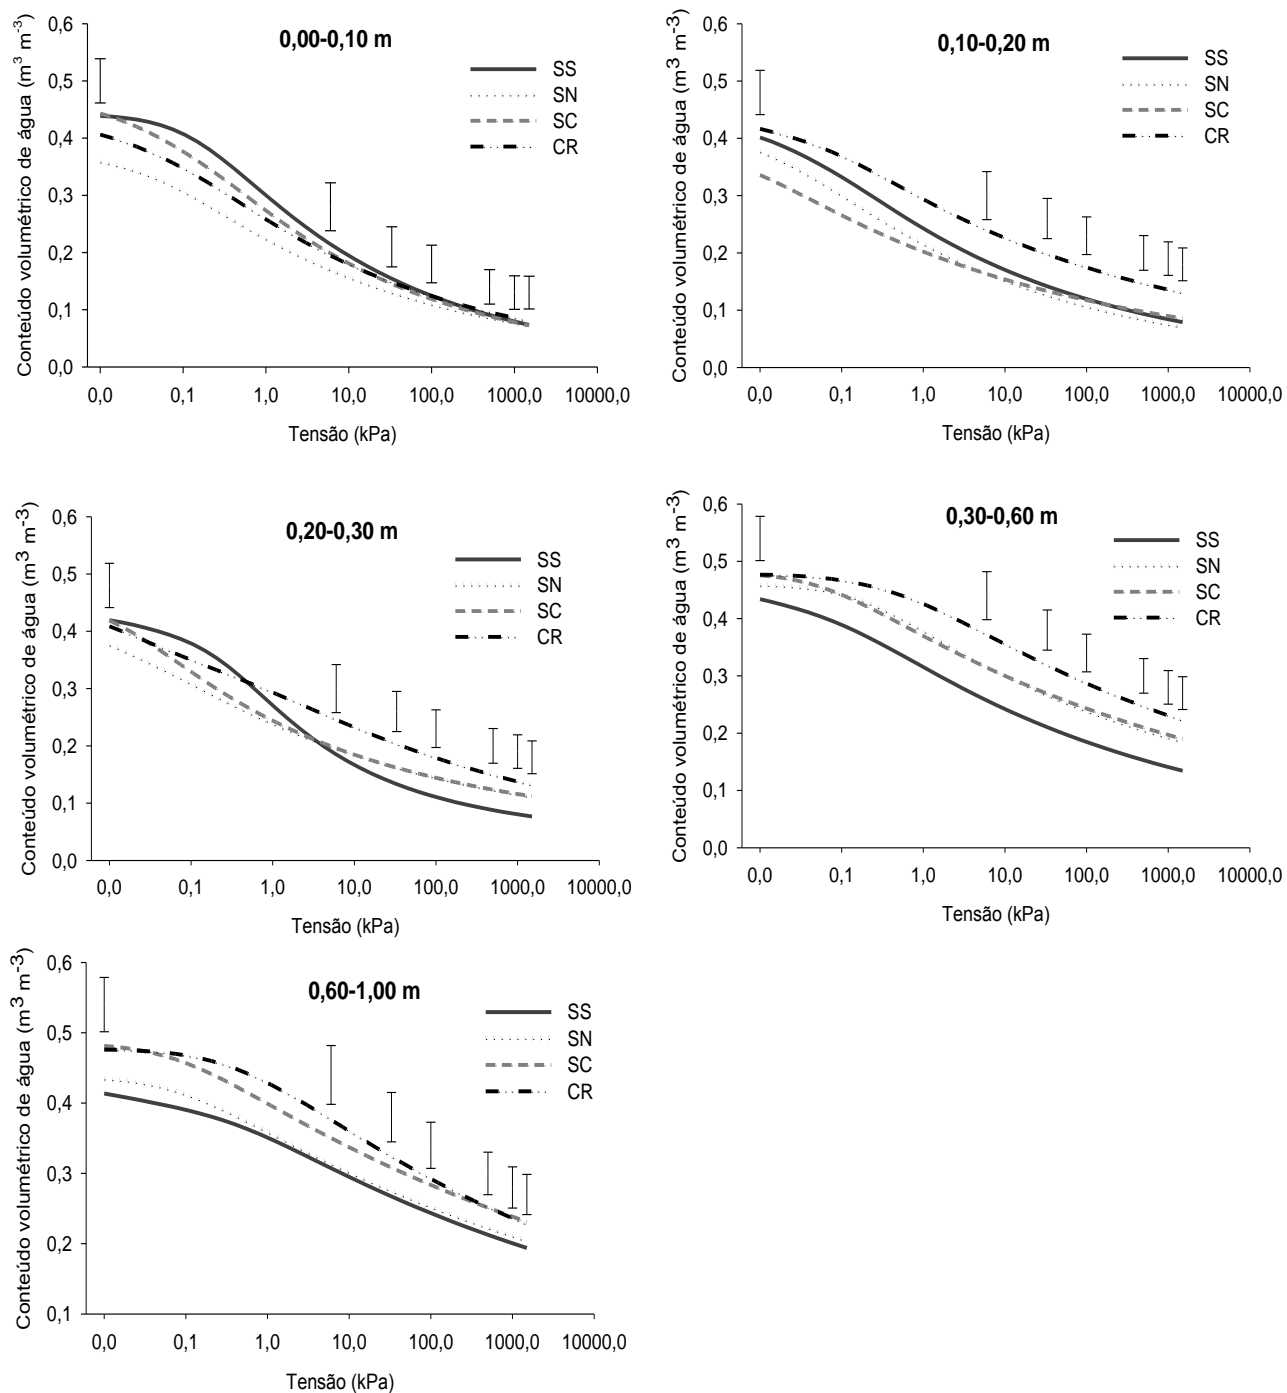 Conteúdo volumétrico de água (m³ m⁻³)
0,00-0,10 m
SS
SN
SC
CR
0,6
0,5
0,4
0,3
0,2
0,1
0,0
0,0 0,1 1,0 10,0 100,0 1000,0 10000,0
Tensão (kPa)
Conteúdo volumétrico de água (m³ m⁻³)
0,10-0,20 m
SS
SN
SC
CR
0,6
0,5
0,4
0,3
0,2
0,1
0,0
0,0 0,1 1,0 10,0 100,0 1000,0 10000,0
Tensão (kPa)
Conteúdo volumétrico de água (m³ m⁻³)
0,20-0,30 m
SS
SN
SC
CR
0,6
0,5
0,4
0,3
0,2
0,1
0,0
0,0 0,1 1,0 10,0 100,0 1000,0 10000,0
Tensão (kPa)
Conteúdo volumétrico de água (m³ m⁻³)
0,30-0,60 m
SS
SN
SC
CR
0,6
0,5
0,4
0,3
0,2
0,1
0,0
0,0 0,1 1,0 10,0 100,0 1000,0 10000,0
Tensão (kPa)
Conteúdo volumétrico de água (m³ m⁻³)
0,60-1,00 m
SS
SN
SC
CR
0,6
0,5
0,4
0,3
0,2
0,1
0,0 0,1 1,0 10,0 100,0 1000,0 10000,0
Tensão (kPa)